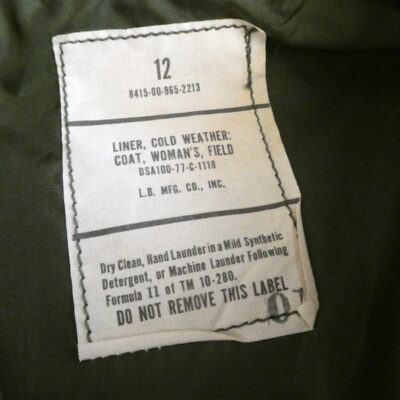 12
8415-00-965-2213
LINER, COLD WEATHER:
COAT, WOMAN'S, FIELD
DSA100-77-C-1118
L.B. MFG. CO., INC.
Dry Clean, Hand Launder in a Mild Synthetic
Detergent, or Machine Launder Following
Formula II of TM 10-280.
DO NOT REMOVE THIS LABEL